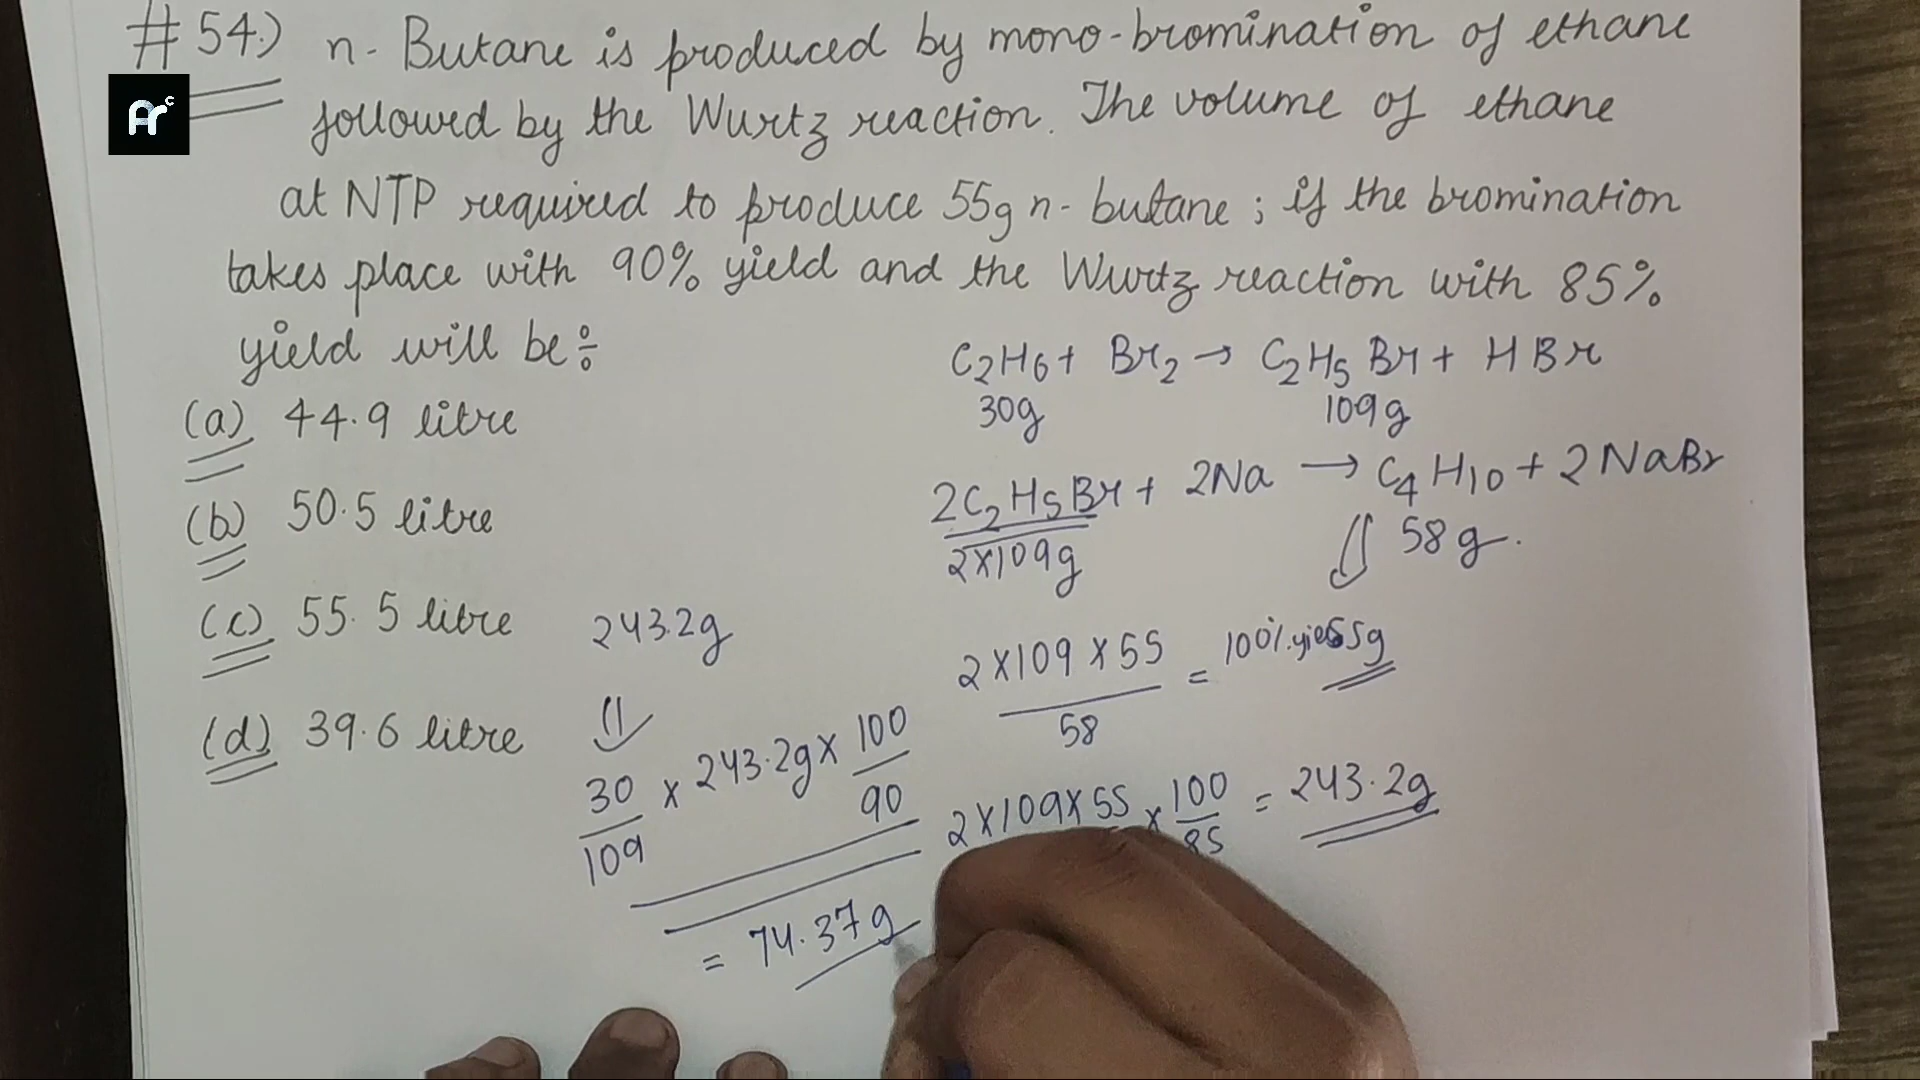 #54.) n-Butane is produced by mono-bromination of ethane
Ar c
followed by the Wurtz reaction. The volume of ethane
at NTP required to produce 55g n-butane ; if the bromination
takes place with 90% yield and the Wurtz reaction with 85%
yield will be:
C2H6 + Br2 → C2H5Br + HBr
30g 109g
(a) 44.9 litre
2C2H5Br + 2Na → C4H10 + 2NaBr
2×109g 58g.
(b) 50.5 litre
(c) 55.5 litre
243.2g
2×109×55 / 58 = 100%. 55g
(d) 39.6 litre
30/109 × 243.2g × 100/90
2×109×55 × 100/85 = 243.2g
= 74.37g